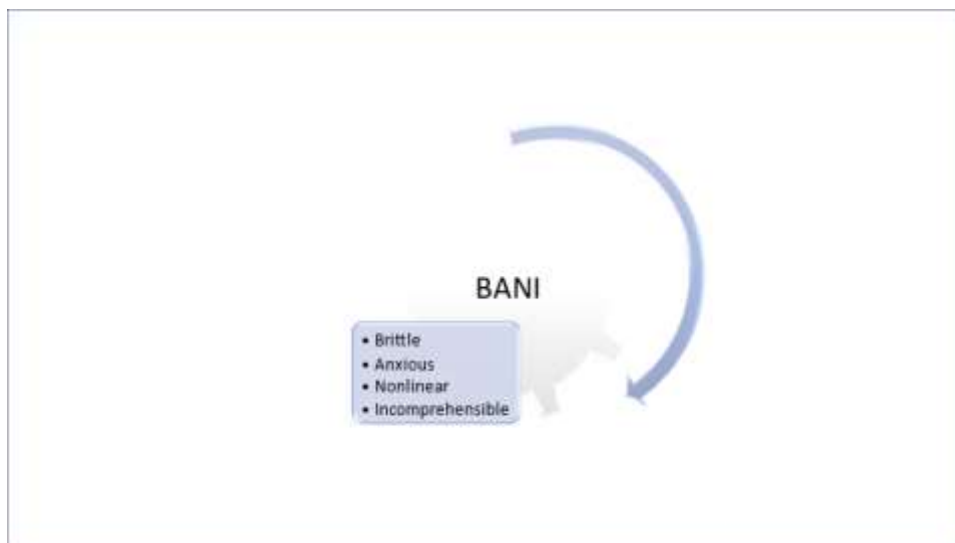 BANI
• Brittle
• Anxious
• Nonlinear
• Incomprehensible